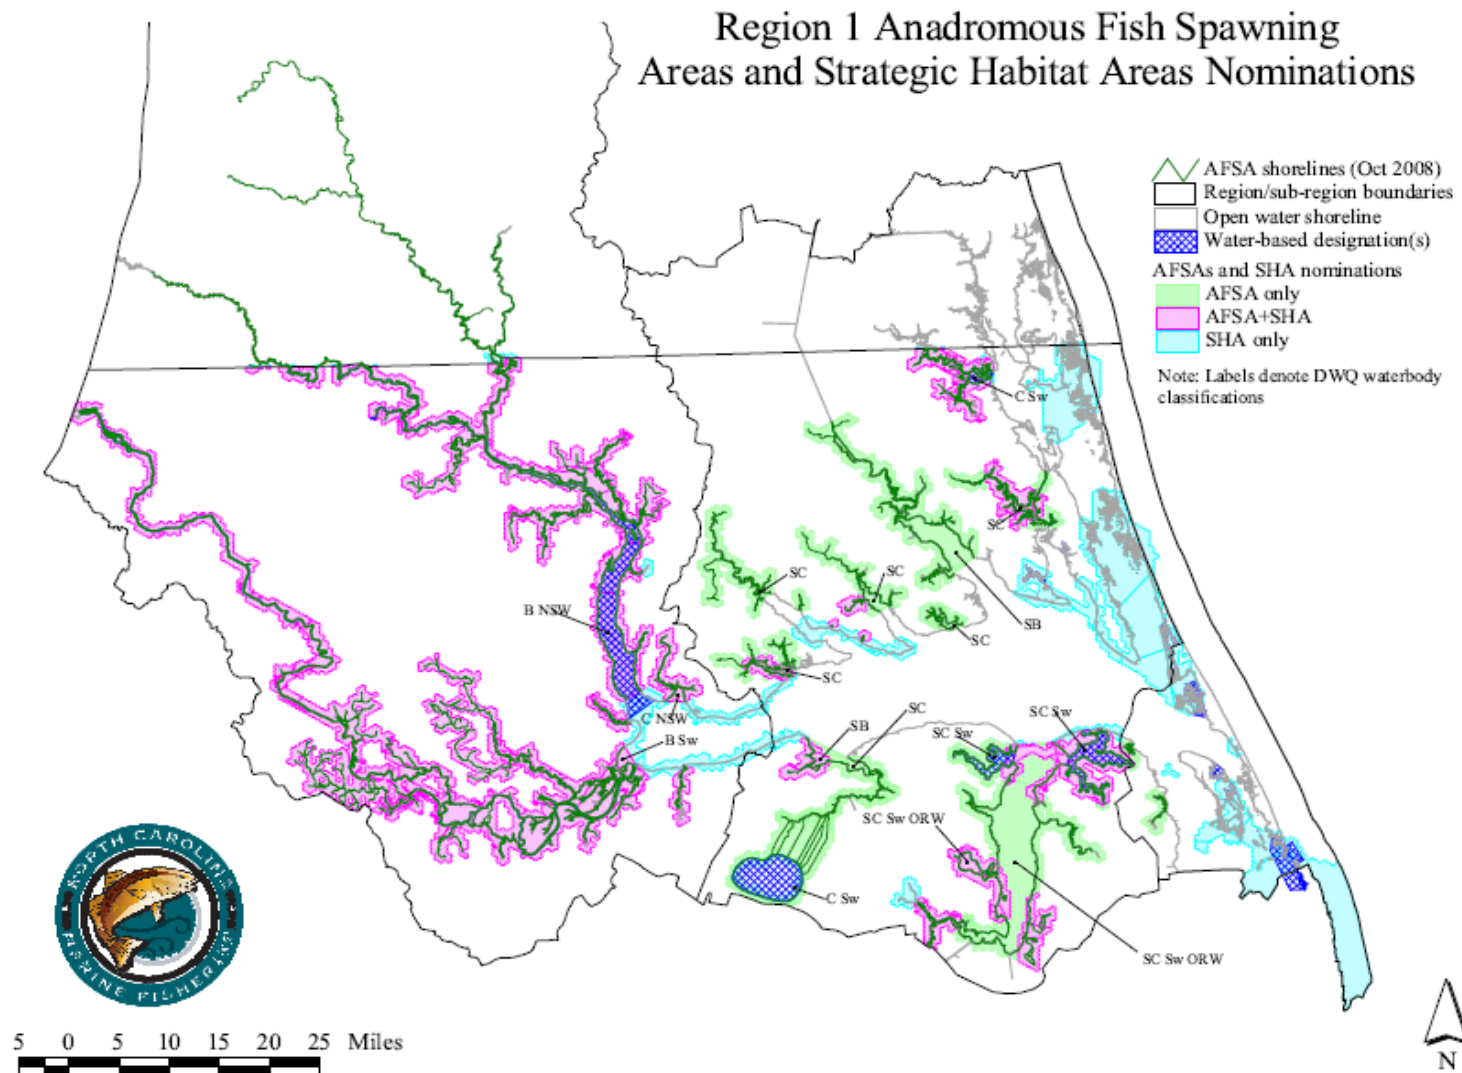 Region 1 Anadromous Fish Spawning
Areas and Strategic Habitat Areas Nominations
AFSA shorelines (Oct 2008)
Region/sub-region boundaries
Open water shoreline
Water-based designation(s)
AFSAs and SHA nominations
AFSA only
AFSA+SHA
SHA only
Note: Labels denote DWQ waterbody
classifications
C Sw
SC
SC
SC
B NSW
SC
SB
SC
C NSW
B Sw
SB
SC
SC Sw
SC Sw
SC Sw ORW
C Sw
SC Sw ORW
NORTH CAROLINA
MARINE FISHERIES
5 0 5 10 15 20 25 Miles
N